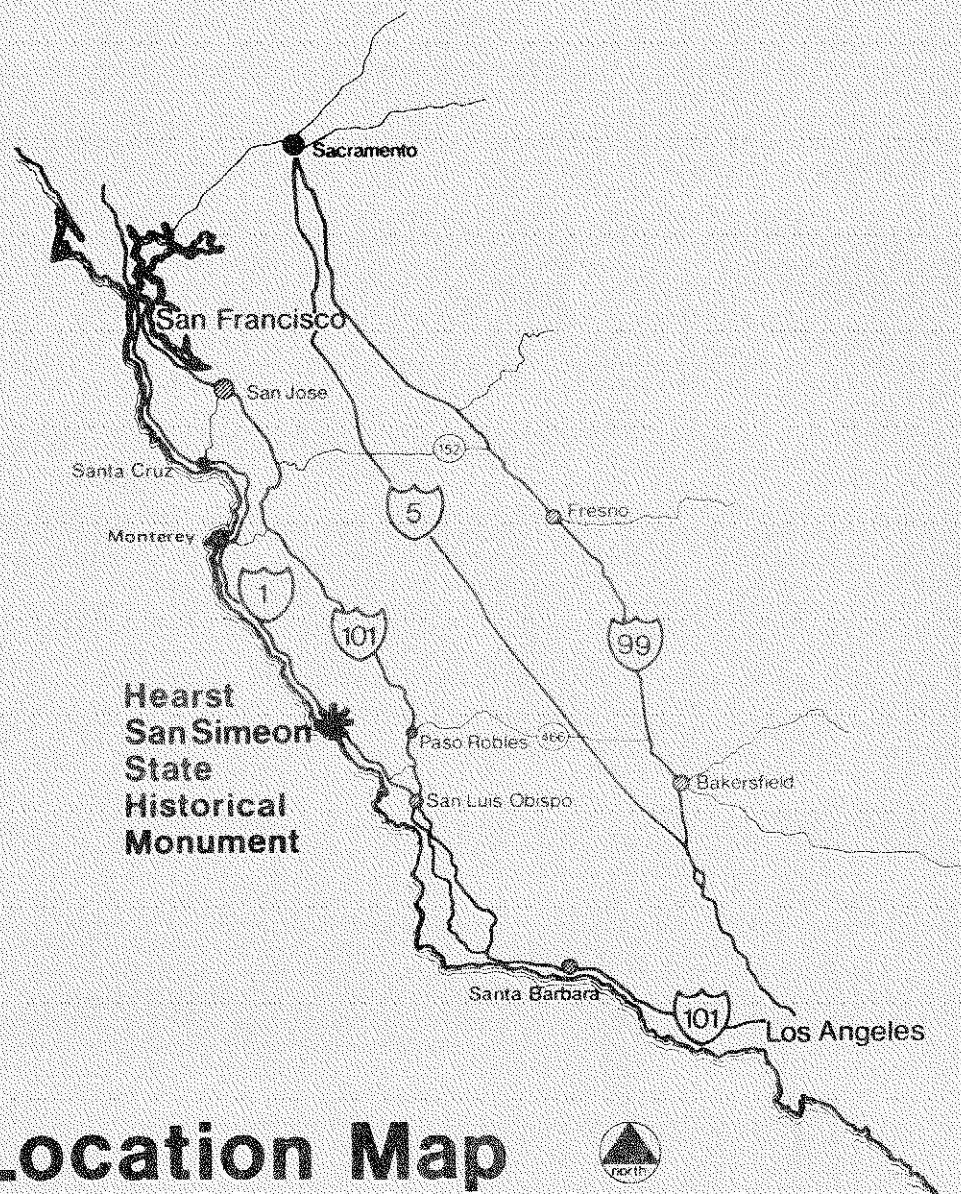 Sacramento
San Francisco
San Jose
152
Santa Cruz
5
Fresno
Monterey
1
101
99
Hearst
San Simeon
State
Historical
Monument
Paso Robles
466
Bakersfield
San Luis Obispo
Santa Barbara
101
Los Angeles
Location Map
north